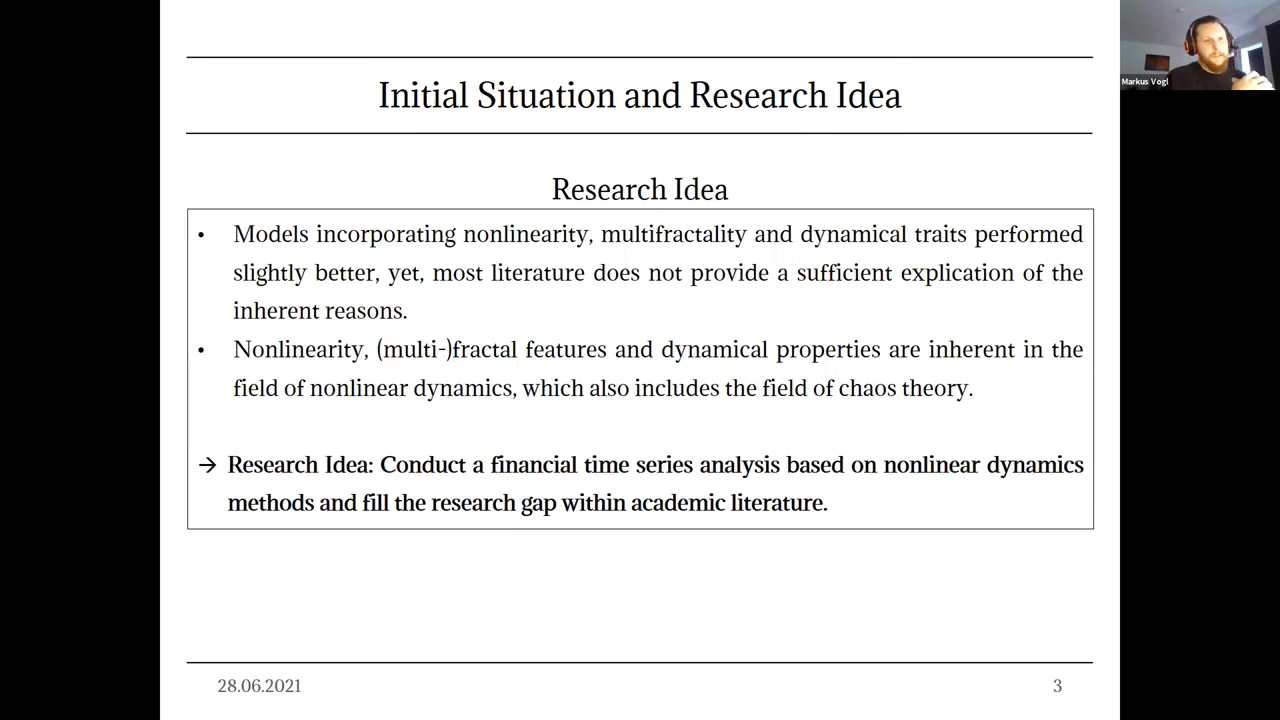 Initial Situation and Research Idea
Markus Vogl
Research Idea
• Models incorporating nonlinearity, multifractality and dynamical traits performed
slightly better, yet, most literature does not provide a sufficient explication of the
inherent reasons.
• Nonlinearity, (multi-)fractal features and dynamical properties are inherent in the
field of nonlinear dynamics, which also includes the field of chaos theory.
→ Research Idea: Conduct a financial time series analysis based on nonlinear dynamics
methods and fill the research gap within academic literature.
28.06.2021
3